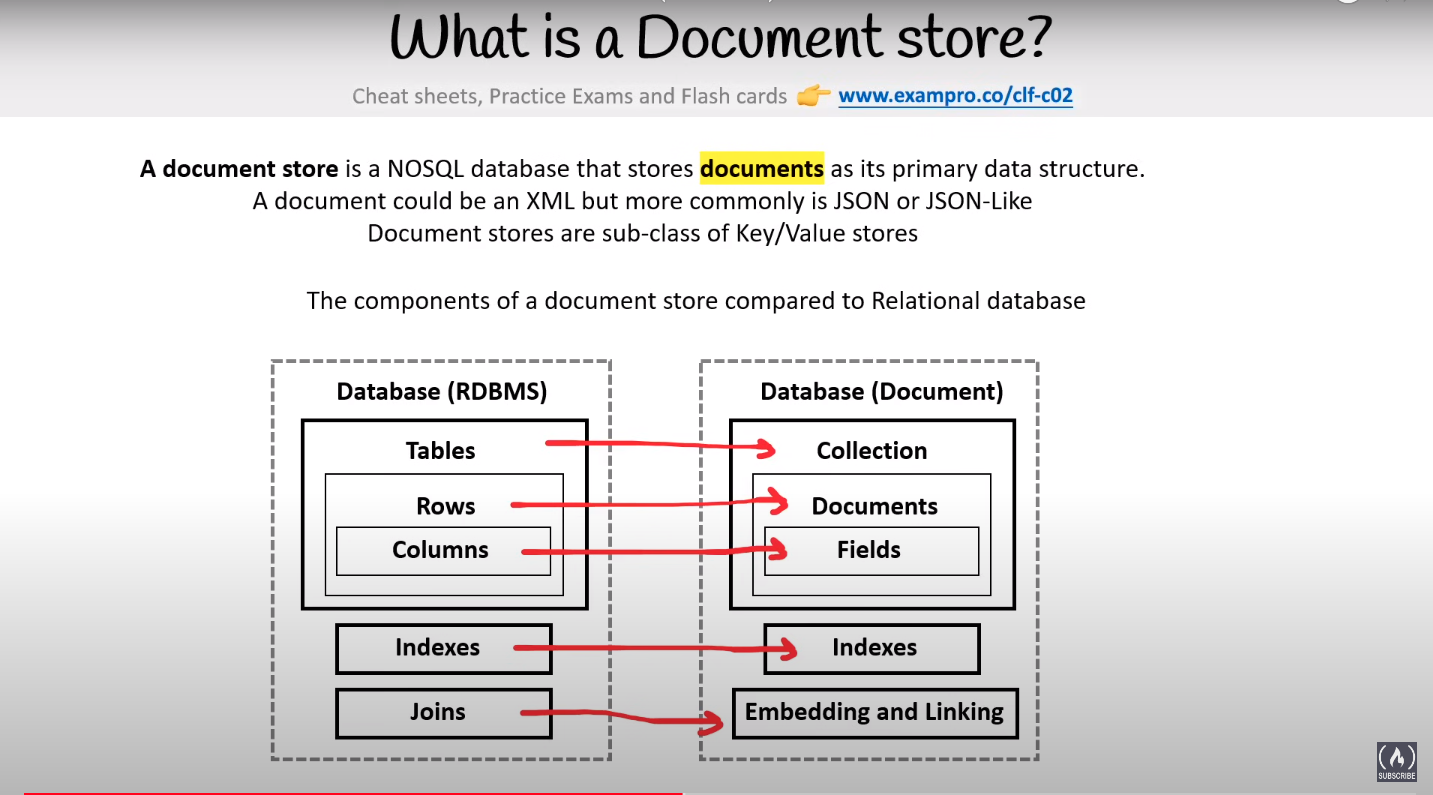 What is a Document store?
Cheat sheets, Practice Exams and Flash cards 👉 www.exampro.co/clf-c02
A document store is a NOSQL database that stores documents as its primary data structure.
A document could be an XML but more commonly is JSON or JSON-Like
Document stores are sub-class of Key/Value stores
The components of a document store compared to Relational database
Database (RDBMS)
Tables
Rows
Columns
Indexes
Joins
Database (Document)
Collection
Documents
Fields
Indexes
Embedding and Linking
SUBSCRIBE